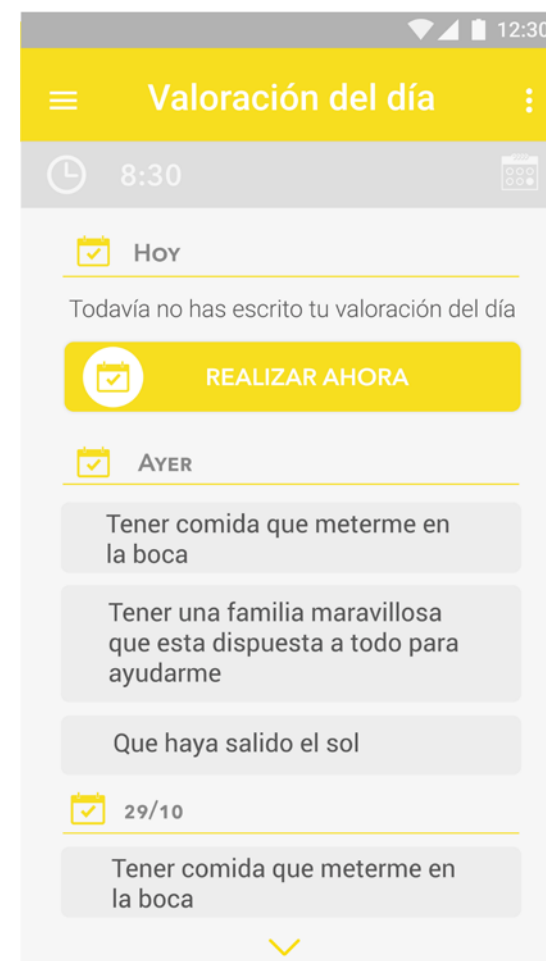 12:30
Valoración del día
8:30
Hoy
Todavía no has escrito tu valoración del día
REALIZAR AHORA
Ayer
Tener comida que meterme en
la boca
Tener una familia maravillosa
que esta dispuesta a todo para
ayudarme
Que haya salido el sol
29/10
Tener comida que meterme en
la boca